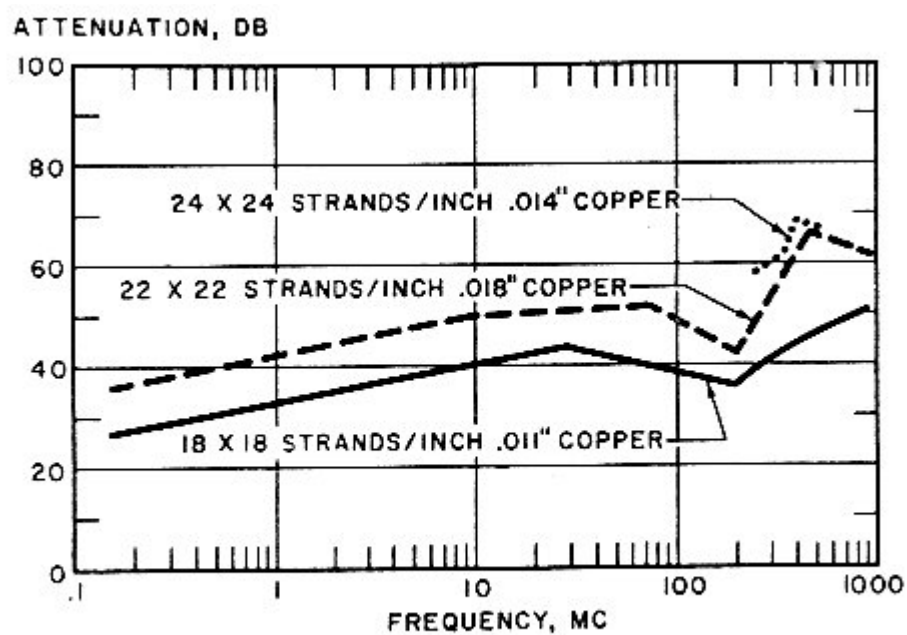 ATTENUATION, DB
100
80
24 X 24 STRANDS/INCH .014" COPPER
60
22 X 22 STRANDS/INCH .018" COPPER
40
18 X 18 STRANDS/INCH .011" COPPER
20
0
.1 1 10 100 1000
FREQUENCY, MC